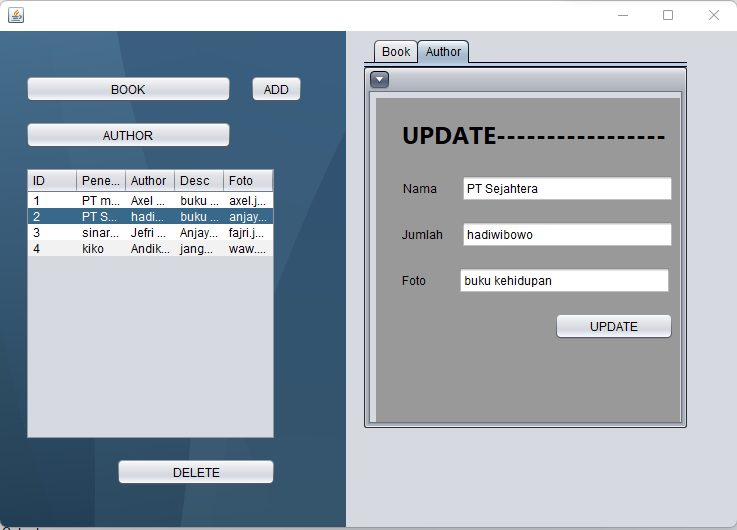 BOOK
ADD
AUTHOR
ID Pene... Author Desc Foto
1 PT m... Axel ... buku ... axel.j...
2 PT S... hadi... buku ... anjay...
3 sinar... Jefri ... Anjay... fajri.j...
4 kiko Andik... jang... waw....
DELETE
Book Author
UPDATE-----------------
Nama PT Sejahtera
Jumlah hadiwibowo
Foto buku kehidupan
UPDATE